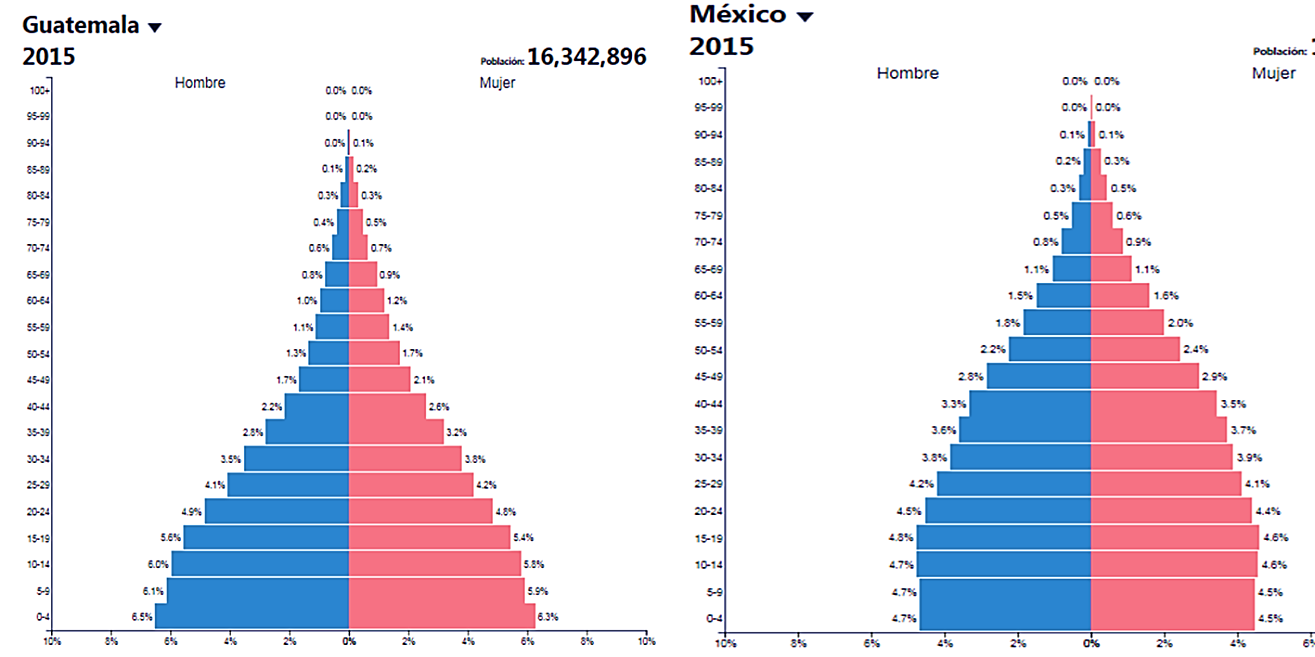 Guatemala
2015
Población: 16,342,896
Hombre Mujer
100+ 0.0% 0.0%
95-99 0.0% 0.0%
90-94 0.0% 0.1%
85-89 0.1% 0.2%
80-84 0.3% 0.3%
75-79 0.4% 0.5%
70-74 0.6% 0.7%
65-69 0.8% 0.9%
60-64 1.0% 1.2%
55-59 1.1% 1.4%
50-54 1.3% 1.7%
45-49 1.7% 2.1%
40-44 2.2% 2.6%
35-39 2.8% 3.2%
30-34 3.5% 3.8%
25-29 4.1% 4.2%
20-24 4.9% 4.8%
15-19 5.6% 5.4%
10-14 6.0% 5.8%
5-9 6.1% 5.9%
0-4 6.5% 6.3%
10% 8% 6% 4% 2% 0% 2% 4% 6% 8% 10%
México
2015
Población:
Hombre Mujer
100+ 0.0% 0.0%
95-99 0.0% 0.0%
90-94 0.1% 0.1%
85-89 0.2% 0.3%
80-84 0.3% 0.5%
75-79 0.5% 0.6%
70-74 0.8% 0.9%
65-69 1.1% 1.1%
60-64 1.5% 1.6%
55-59 1.8% 2.0%
50-54 2.2% 2.4%
45-49 2.8% 2.9%
40-44 3.3% 3.5%
35-39 3.6% 3.7%
30-34 3.8% 3.9%
25-29 4.2% 4.1%
20-24 4.5% 4.4%
15-19 4.8% 4.6%
10-14 4.7% 4.6%
5-9 4.7% 4.5%
0-4 4.7% 4.5%
10% 8% 6% 4% 2% 0% 2% 4%